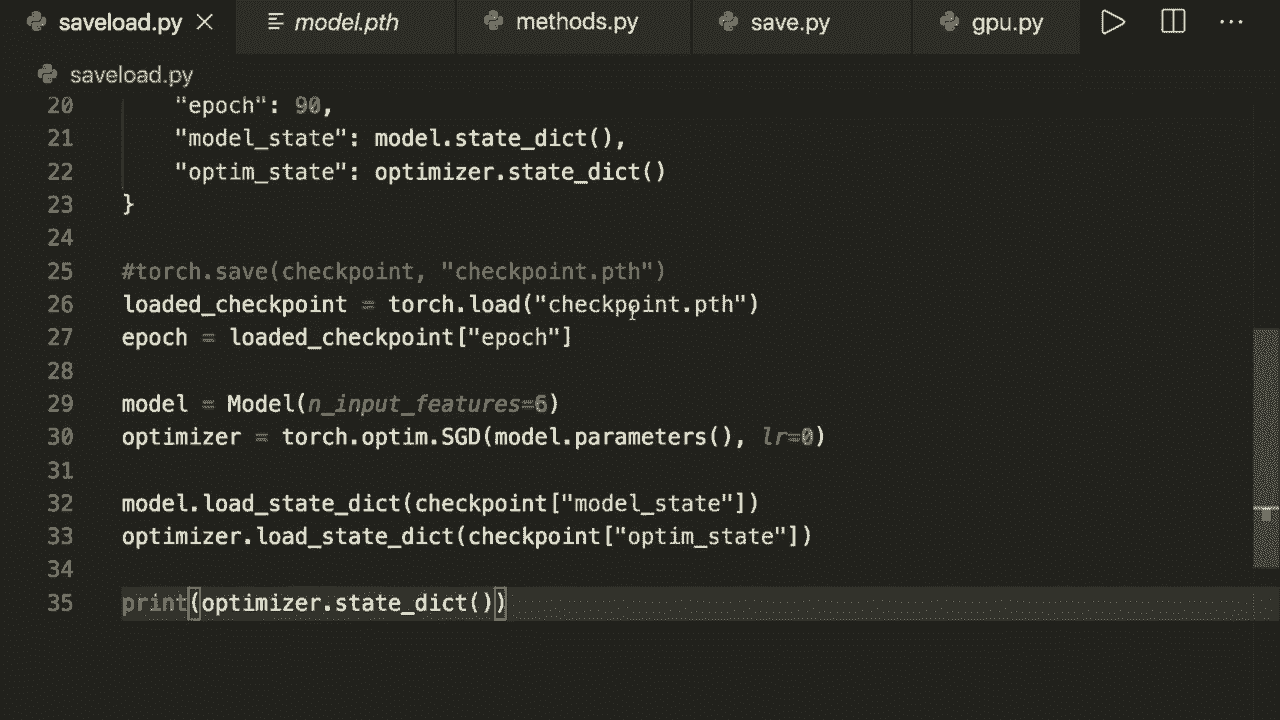 saveload.py × model.pth methods.py save.py gpu.py ...
saveload.py
20 "epoch": 90,
21 "model_state": model.state_dict(),
22 "optim_state": optimizer.state_dict()
23 }
24
25 #torch.save(checkpoint, "checkpoint.pth")
26 loaded_checkpoint = torch.load("checkpoint.pth")
27 epoch = loaded_checkpoint["epoch"]
28
29 model = Model(n_input_features=6)
30 optimizer = torch.optim.SGD(model.parameters(), lr=0)
31
32 model.load_state_dict(checkpoint["model_state"])
33 optimizer.load_state_dict(checkpoint["optim_state"])
34
35 print(optimizer.state_dict())